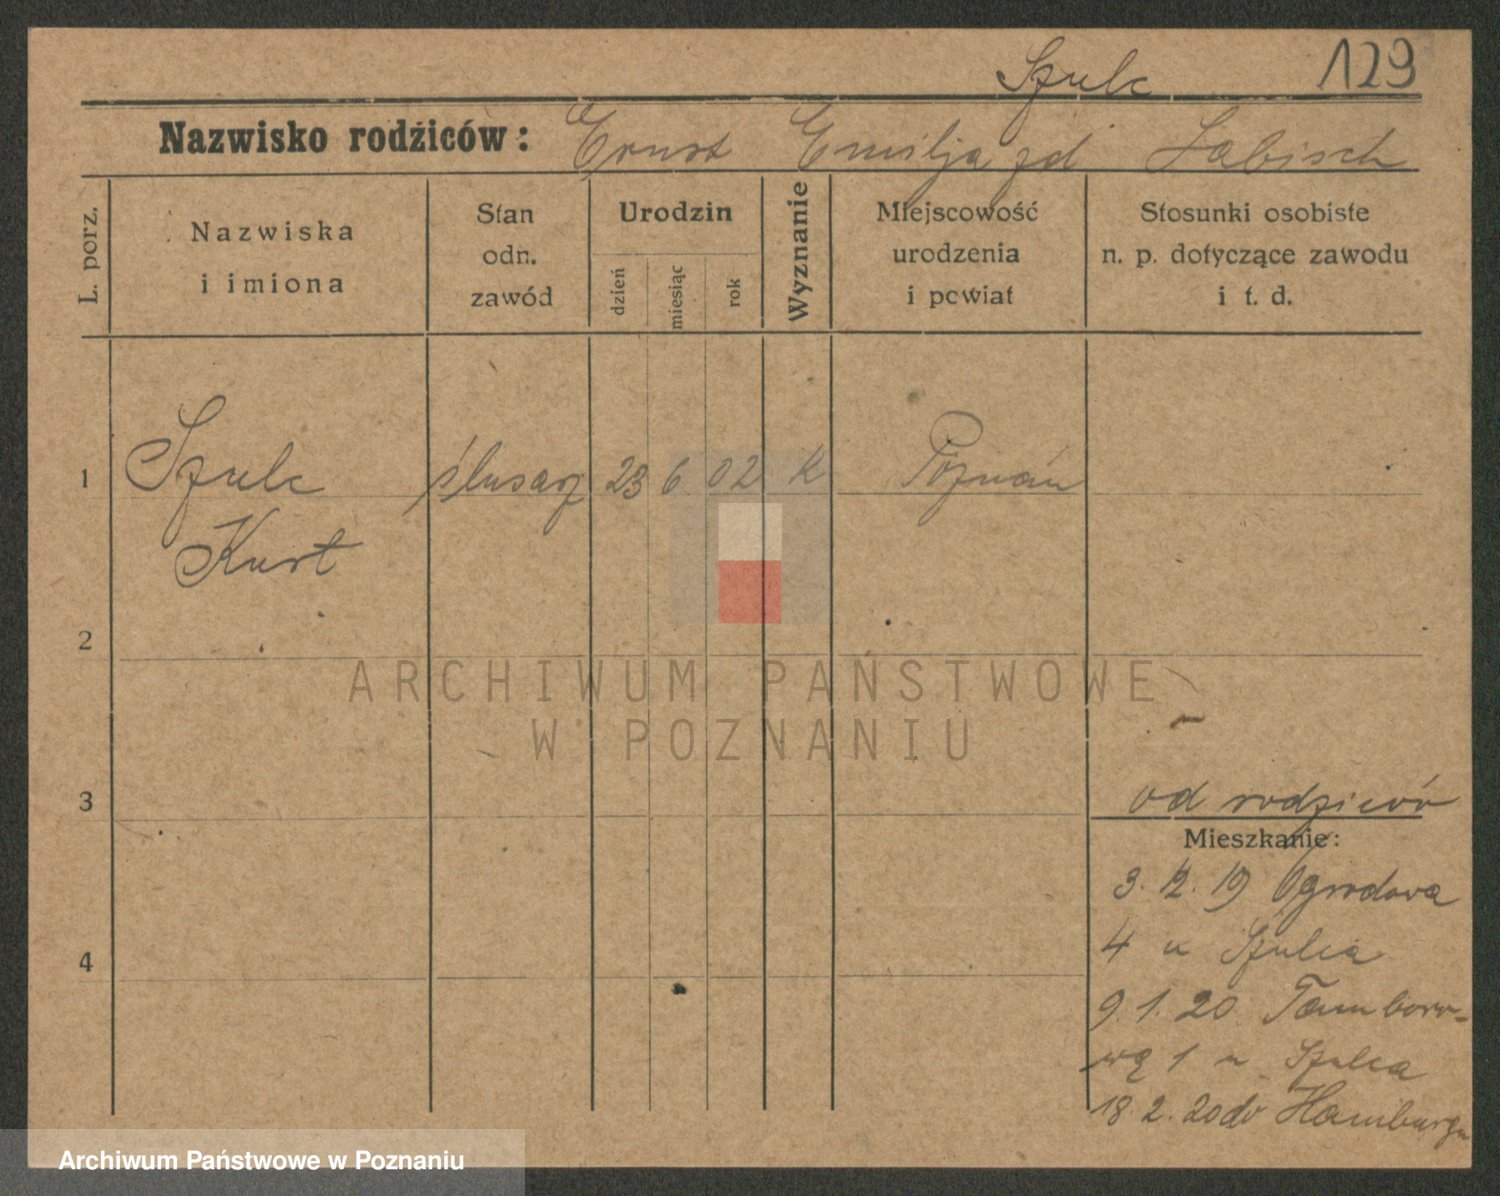 Szulc 129
Nazwisko rodziców: Ernst Emilja zd Labisch
L. porz.
Nazwiska
i imiona
Stan
odn.
zawód
Urodzin
dzień
miesiąc
rok
Wyznanie
Miejscowość
urodzenia
i powiat
Stosunki osobiste
n. p. dotyczące zawodu
i t. d.
1 Szulc ślusarz 23 6 02 k Poznań
Kurt
2
ARCHIWUM PAŃSTWOWE
W POZNANIU
3
od rodziców
Mieszkanie:
3. 12. 19 Ogrodowa
4 u Szulca
4
9. 1. 20 Tamboro-
wą 1 u Szulca
18. 2. 20 do Hamburga
Archiwum Państwowe w Poznaniu